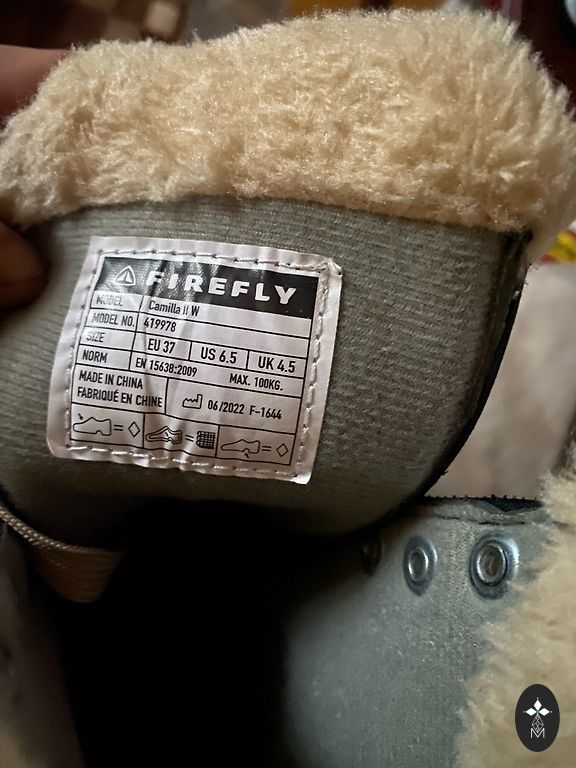 FIREFLY
MODEL Camilla II W
MODEL NO. 419978
SIZE EU 37 US 6.5 UK 4.5
NORM EN 15638:2009 MAX. 100KG.
MADE IN CHINA
FABRIQUÉ EN CHINE 06/2022 F-1644